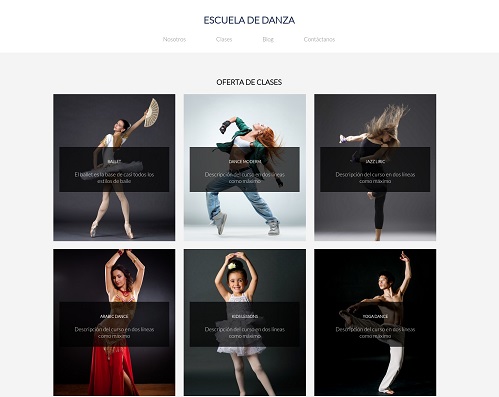 ESCUELA DE DANZA
Nosotros Clases Blog Contáctanos
OFERTA DE CLASES
BALLET
El ballet es la base de casi todos los
estilos de baile
DANCE MODERM
Descripción del curso en dos líneas
como máximo
JAZZ LIRIC
Descripción del curso en dos líneas
como máximo
ARABIC DANCE
Descripción del curso en dos líneas
como máximo
KIDS LESSONS
Descripción del curso en dos líneas
como máximo
YOGA DANCE
Descripción del curso en dos líneas
como máximo